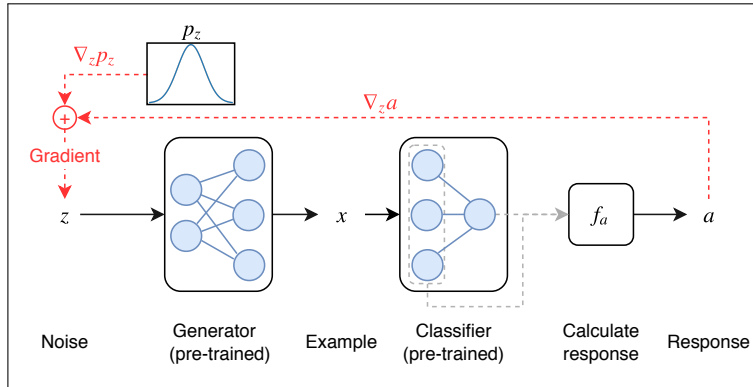 p_z
∇_z p_z
∇_z a
+
Gradient
z
x
f_a
a
Noise
Generator
(pre-trained)
Example
Classifier
(pre-trained)
Calculate
response
Response